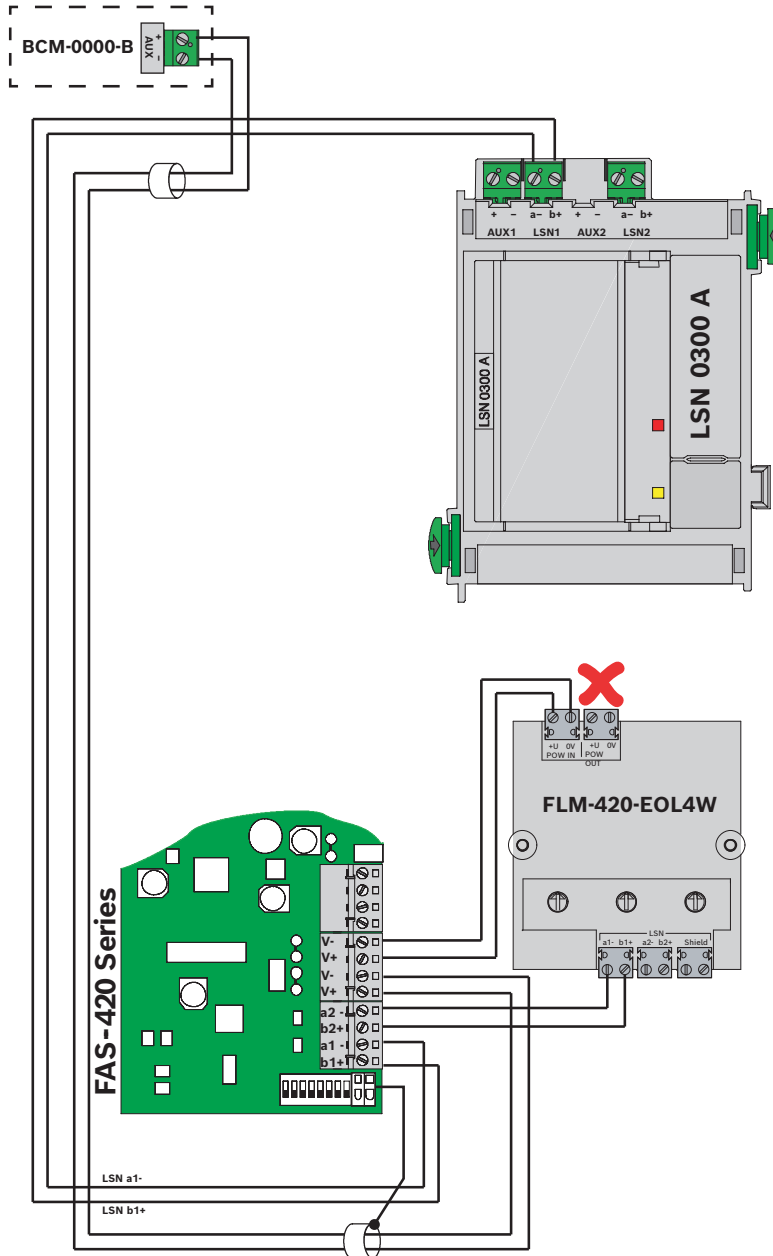 BCM-0000-B
AUX
+ -
+ - a- b+ + - a- b+
AUX1 LSN1 AUX2 LSN2
LSN 0300 A
LSN 0300 A
+U 0V +U 0V
POW IN POW
OUT
FLM-420-EOL4W
LSN
a1- b1+ a2- b2+ Shield
FAS-420 Series
V-
V+
V-
V+
a2 -
b2+
a1 -
b1+
LSN a1-
LSN b1+